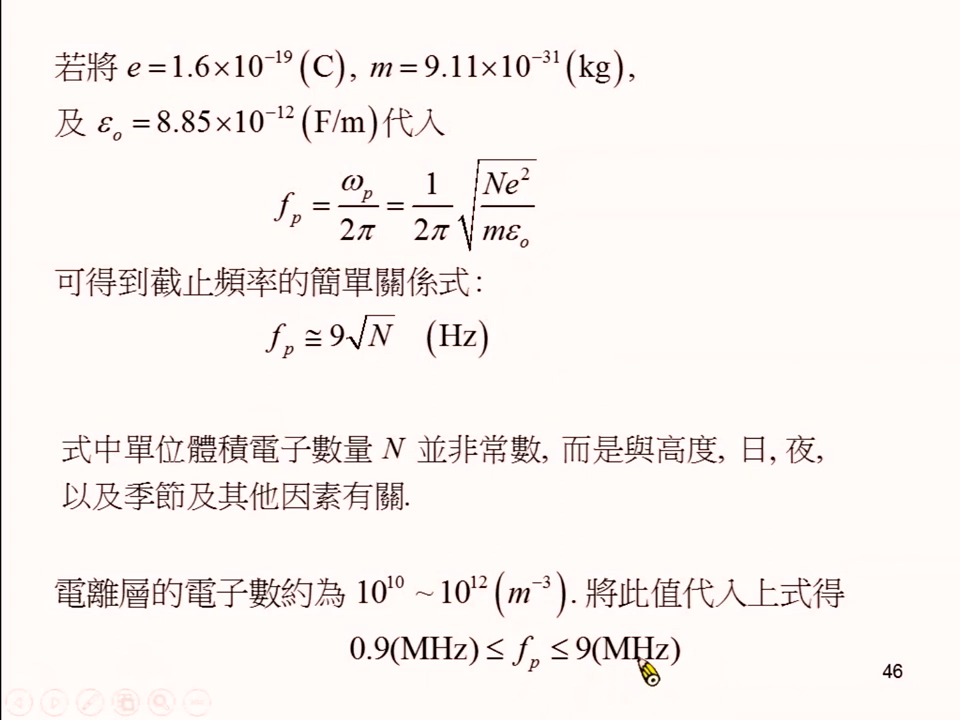 若將 e = 1.6×10⁻¹⁹ (C), m = 9.11×10⁻³¹ (kg),
及 εₒ = 8.85×10⁻¹² (F/m)代入
f_p = ω_p/2π = 1/2π √(Ne²/mεₒ)
可得到截止頻率的簡單關係式:
f_p ≅ 9√N (Hz)
式中單位體積電子數量 N 並非常數, 而是與高度, 日, 夜,
以及季節及其他因素有關.
電離層的電子數約為 10¹⁰ ~ 10¹² (m⁻³). 將此值代入上式得
0.9(MHz) ≤ f_p ≤ 9(MHz)
46